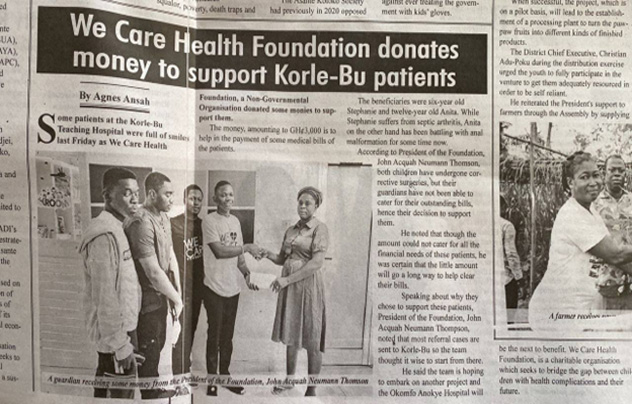 We Care Health Foundation donates
money to support Korle-Bu patients
By Agnes Ansah
Some patients at the Korle-Bu
Teaching Hospital were full of smiles
last Friday as We Care Health
Foundation, a Non-Governmental
Organisation donated some monies to sup-
port them.
The money, amounting to GH¢3,000 is to
help in the payment of some medical bills of
the patients.
A guardian receiving some money from the President of the Foundation, John Acquah Neumann Thomson
The beneficiaries were six-year old
Stephanie and twelve-year old Anita. While
Stephanie suffers from septic arthritis, Anita
on the other hand has been battling with anal
malformation for some time now.
According to President of the Foundation,
John Acquah Neumann Thomson,
both children have undergone cor-
rective surgeries, but their
guardians have not been able to
cater for their outstanding bills,
hence their decision to support
them.
He noted that though the
amount could not cater for all the
financial needs of these patients, he
was certain that the little amount
will go a long way to help clear
their bills.
Speaking about why they
chose to support these patients,
President of the Foundation, John
Acquah Neumann Thompson,
noted that most referral cases are
sent to Korle-Bu so the team
thought it wise to start from there.
He said the team is hoping
to embark on another project and
the Okomfo Anokye Hospital will
be the next to benefit. We Care Health
Foundation, is a charitable organisation
which seeks to bridge the gap between chil-
dren with health complications and their
future.
squalor, poverty, death traps and
had previously in 2020 opposed
against ever treating the govern-
ment with kids' gloves.
When successful, the project, which is
on a pilot basis, will lead to the establish-
ment of a processing plant to turn the paw-
paw fruits into different kinds of finished
products.
The District Chief Executive, Christian
Adu-Poku during the distribution exercise
urged the youth to fully participate in the
venture to get them adequately resourced in
order to be self reliant.
He reiterated the President's support to
farmers through the Assembly by supplying
A farmer